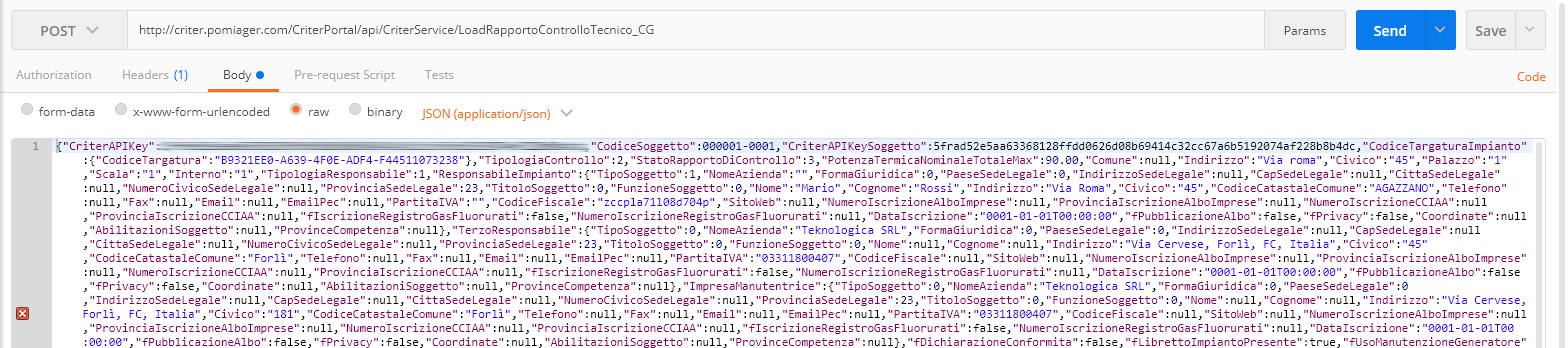 POST http://criter.pomiager.com/CriterPortal/api/CriterService/LoadRapportoControlloTecnico_CG Params Send Save
Authorization Headers (1) Body Pre-request Script Tests Code
form-data x-www-form-urlencoded raw binary JSON (application/json)
1 {"CriterAPIKey": "CodiceSoggetto":000001-0001,"CriterAPIKeySoggetto":5frad52e5aa63368128ffdd0626d08b69414c32cc67a6b5192074af228b8b4dc,"CodiceTargaturaImpianto"
:{"CodiceTargatura":"B9321EE0-A639-4F0E-ADF4-F44511073238"},"TipologiaControllo":2,"StatoRapportoDiControllo":3,"PotenzaTermicaNominaleTotaleMax":90.00,"Comune":null,"Indirizzo":"Via roma","Civico":"45","Palazzo":"1"
,"Scala":"1","Interno":"1","TipologiaResponsabile":1,"ResponsabileImpianto":{"TipoSoggetto":1,"NomeAzienda":"","FormaGiuridica":0,"PaeseSedeLegale":0,"IndirizzoSedeLegale":null,"CapSedeLegale":null,"CittaSedeLegale"
:null,"NumeroCivicoSedeLegale":null,"ProvinciaSedeLegale":23,"TitoloSoggetto":0,"FunzioneSoggetto":0,"Nome":"Mario","Cognome":"Rossi","Indirizzo":"Via Roma","Civico":"45","CodiceCatastaleComune":"AGAZZANO","Telefono"
:null,"Fax":null,"Email":null,"EmailPec":null,"PartitaIVA":"","CodiceFiscale":"zccpla71l08d704p","SitoWeb":null,"NumeroIscrizioneAlboImprese":null,"ProvinciaIscrizioneAlboImprese":null,"NumeroIscrizioneCCIAA":null
,"ProvinciaIscrizioneCCIAA":null,"fIscrizioneRegistroGasFluorurati":false,"NumeroIscrizioneRegistroGasFluorurati":null,"DataIscrizione":"0001-01-01T00:00:00","fPubblicazioneAlbo":false,"fPrivacy":false,"Coordinate":null
,"AbilitazioniSoggetto":null,"ProvinceCompetenza":null},"TerzoResponsabile":{"TipoSoggetto":0,"NomeAzienda":"Teknologica SRL","FormaGiuridica":0,"PaeseSedeLegale":0,"IndirizzoSedeLegale":null,"CapSedeLegale":null
,"CittaSedeLegale":null,"NumeroCivicoSedeLegale":null,"ProvinciaSedeLegale":23,"TitoloSoggetto":0,"FunzioneSoggetto":0,"Nome":null,"Cognome":null,"Indirizzo":"Via Cervese, Forlì, FC, Italia","Civico":"45"
,"CodiceCatastaleComune":"Forlì","Telefono":null,"Fax":null,"Email":null,"EmailPec":null,"PartitaIVA":"03311800407","CodiceFiscale":null,"SitoWeb":null,"NumeroIscrizioneAlboImprese":null,"ProvinciaIscrizioneAlboImprese"
:null,"NumeroIscrizioneCCIAA":null,"ProvinciaIscrizioneCCIAA":null,"fIscrizioneRegistroGasFluorurati":false,"NumeroIscrizioneRegistroGasFluorurati":null,"DataIscrizione":"0001-01-01T00:00:00","fPubblicazioneAlbo":false
,"fPrivacy":false,"Coordinate":null,"AbilitazioniSoggetto":null,"ProvinceCompetenza":null},"ImpresaManutentrice":{"TipoSoggetto":0,"NomeAzienda":"Teknologica SRL","FormaGiuridica":0,"PaeseSedeLegale":0
,"IndirizzoSedeLegale":null,"CapSedeLegale":null,"CittaSedeLegale":null,"NumeroCivicoSedeLegale":null,"ProvinciaSedeLegale":23,"TitoloSoggetto":0,"FunzioneSoggetto":0,"Nome":null,"Cognome":null,"Indirizzo":"Via Cervese,
Forlì, FC, Italia","Civico":"181","CodiceCatastaleComune":"Forlì","Telefono":null,"Fax":null,"Email":null,"EmailPec":null,"PartitaIVA":"03311800407","CodiceFiscale":null,"SitoWeb":null,"NumeroIscrizioneAlboImprese":null
,"ProvinciaIscrizioneAlboImprese":null,"NumeroIscrizioneCCIAA":null,"ProvinciaIscrizioneCCIAA":null,"fIscrizioneRegistroGasFluorurati":false,"NumeroIscrizioneRegistroGasFluorurati":null,"DataIscrizione":"0001-01-01T00
:00:00","fPubblicazioneAlbo":false,"fPrivacy":false,"Coordinate":null,"AbilitazioniSoggetto":null,"ProvinceCompetenza":null},"fDichiarazioneConformita":false,"fLibrettoImpiantoPresente":true,"fUsoManutenzioneGeneratore"